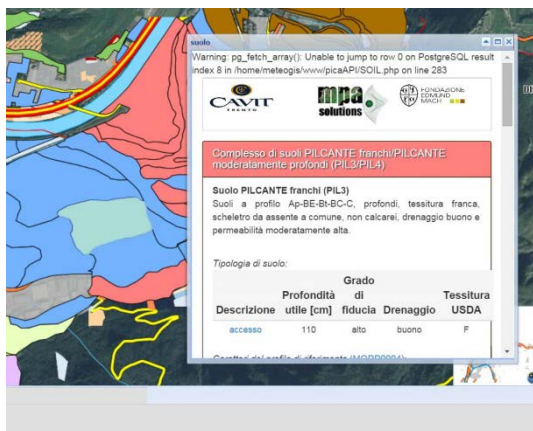 suolo
Warning: pg_fetch_array(): Unable to jump to row 0 on PostgreSQL result
index 8 in /home/meteogis/www/picaAPI/SOIL.php on line 283
CAVIT
TRENTO
mpa
solutions
FONDAZIONE
EDMUND
MACH
Complesso di suoli PILCANTE franchi/PILCANTE
moderatamente profondi (PIL3/PIL4)
Suolo PILCANTE franchi (PIL3)
Suoli a profilo Ap-BE-Bt-BC-C, profondi, tessitura franca,
scheletro da assente a comune, non calcarei, drenaggio buono e
permeabilità moderatamente alta.
Tipologia di suolo:
Descrizione Profondità utile [cm] Grado di fiducia Drenaggio Tessitura USDA
accesso 110 alto buono F